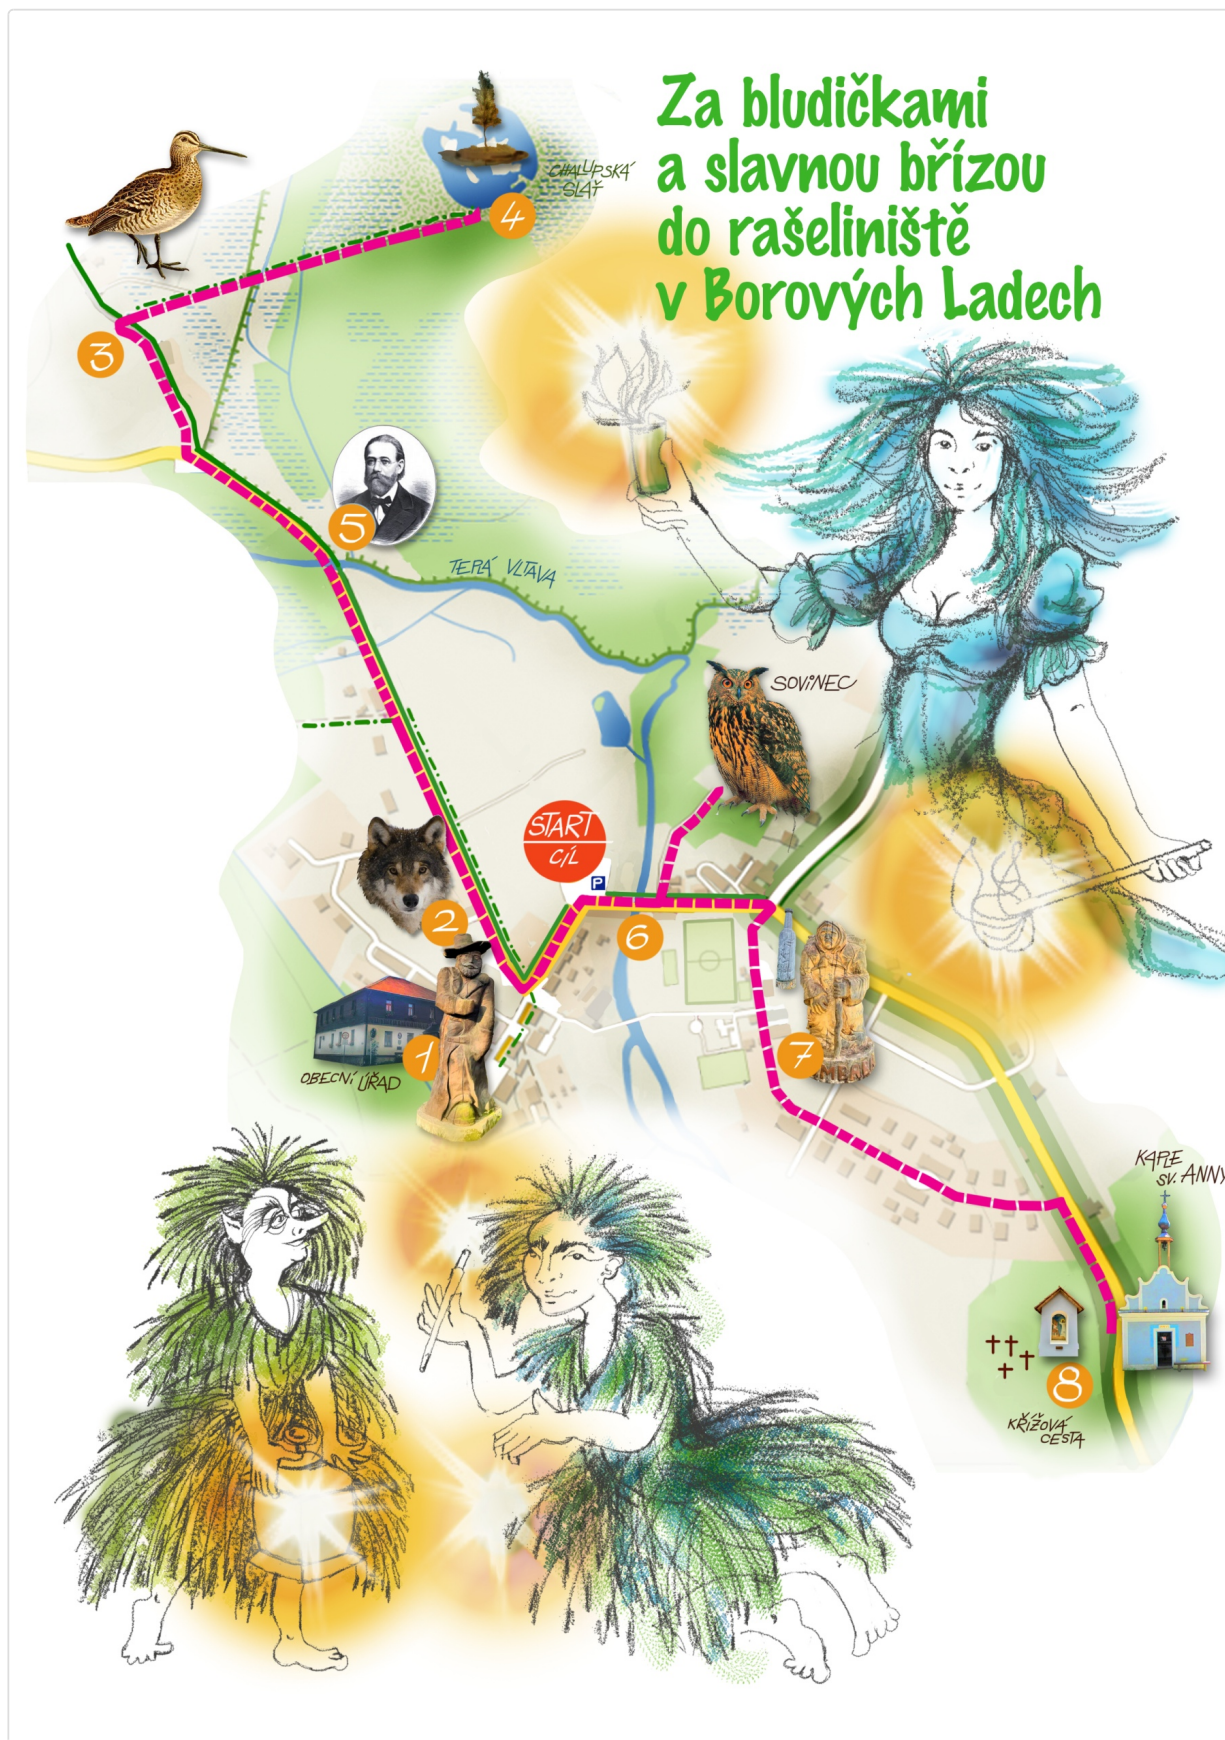 Za bludičkami
a slavnou břízou
do rašeliniště
v Borových Ladech
CHALUPSKÁ
SLAŤ
4
3
5
TEPLÁ VLTAVA
SOVINEC
START
CÍL
P
2
6
1
7
OBECNÍ ÚŘAD
KAPLE
SV. ANNY
8
KŘÍŽOVÁ
CESTA